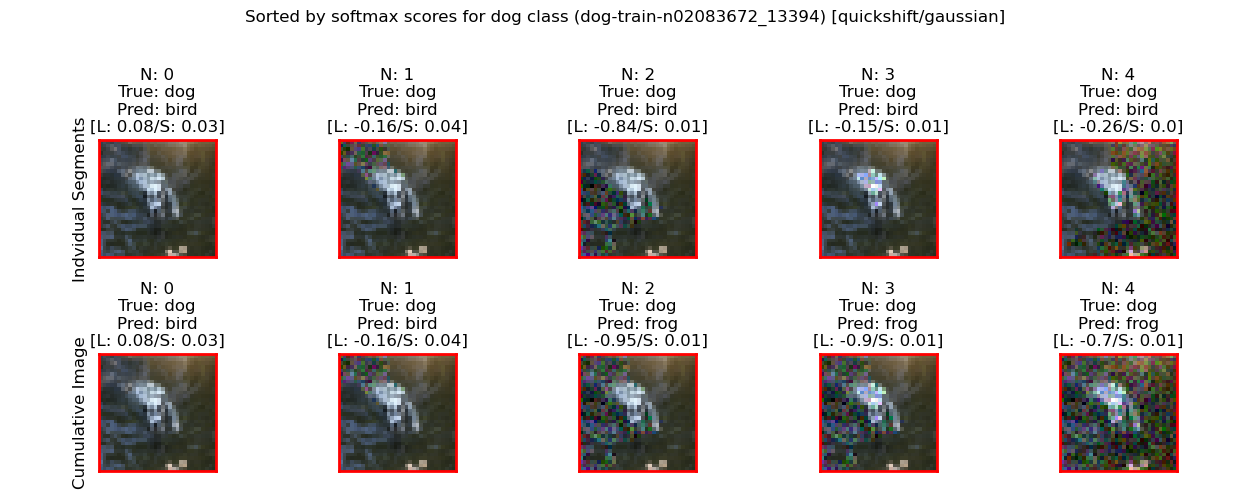 Sorted by softmax scores for dog class (dog-train-n02083672_13394) [quickshift/gaussian]
Indvidual Segments
N: 0
True: dog
Pred: bird
[L: 0.08/S: 0.03]
N: 1
True: dog
Pred: bird
[L: -0.16/S: 0.04]
N: 2
True: dog
Pred: bird
[L: -0.84/S: 0.01]
N: 3
True: dog
Pred: bird
[L: -0.15/S: 0.01]
N: 4
True: dog
Pred: bird
[L: -0.26/S: 0.0]
Cumulative Image
N: 0
True: dog
Pred: bird
[L: 0.08/S: 0.03]
N: 1
True: dog
Pred: bird
[L: -0.16/S: 0.04]
N: 2
True: dog
Pred: frog
[L: -0.95/S: 0.01]
N: 3
True: dog
Pred: frog
[L: -0.9/S: 0.01]
N: 4
True: dog
Pred: frog
[L: -0.7/S: 0.01]